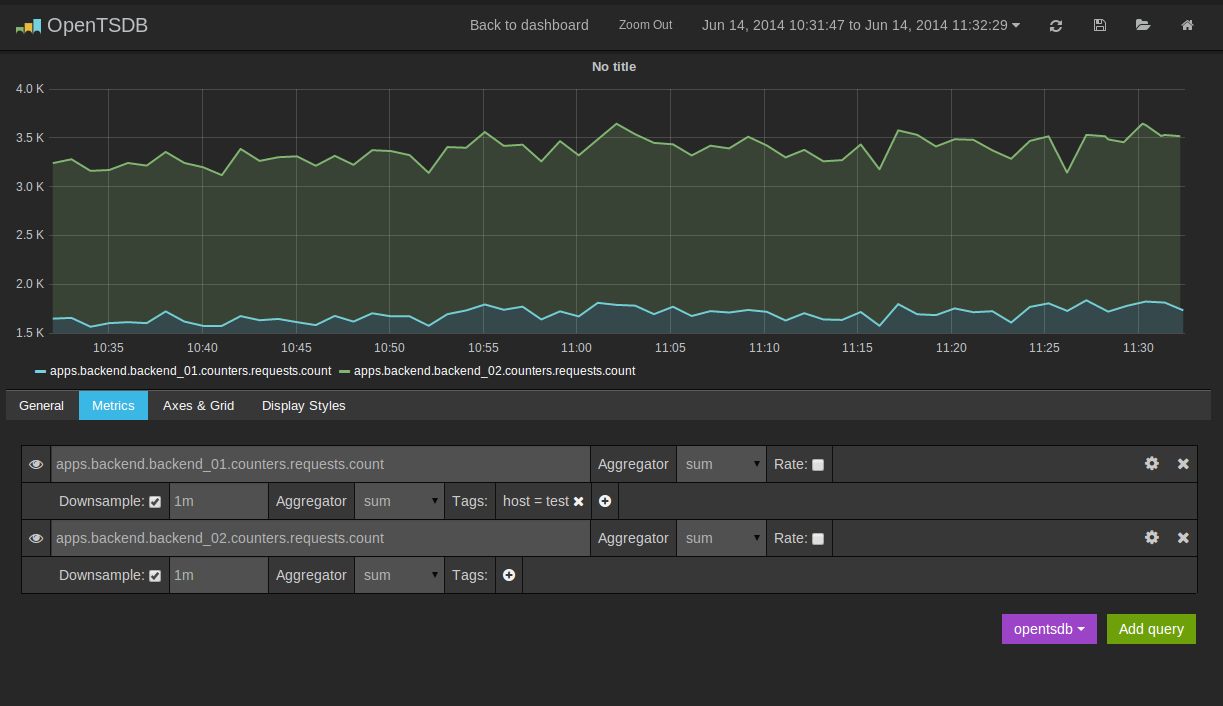 OpenTSDB Back to dashboard Zoom Out Jun 14, 2014 10:31:47 to Jun 14, 2014 11:32:29
No title
4.0 K
3.5 K
3.0 K
2.5 K
2.0 K
1.5 K
10:35 10:40 10:45 10:50 10:55 11:00 11:05 11:10 11:15 11:20 11:25 11:30
apps.backend.backend_01.counters.requests.count apps.backend.backend_02.counters.requests.count
General Metrics Axes & Grid Display Styles
apps.backend.backend_01.counters.requests.count Aggregator sum Rate:
Downsample: 1m Aggregator sum Tags: host = test
apps.backend.backend_02.counters.requests.count Aggregator sum Rate:
Downsample: 1m Aggregator sum Tags:
opentsdb Add query